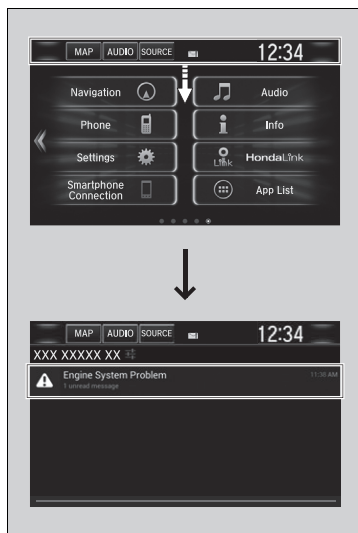 MAP AUDIO SOURCE 12:34
Navigation Audio
Phone Info
Settings Link HondaLink
Smartphone App List
Connection
MAP AUDIO SOURCE 12:34
XXX XXXXX XX
Engine System Problem 11:30 AM
1 unread message